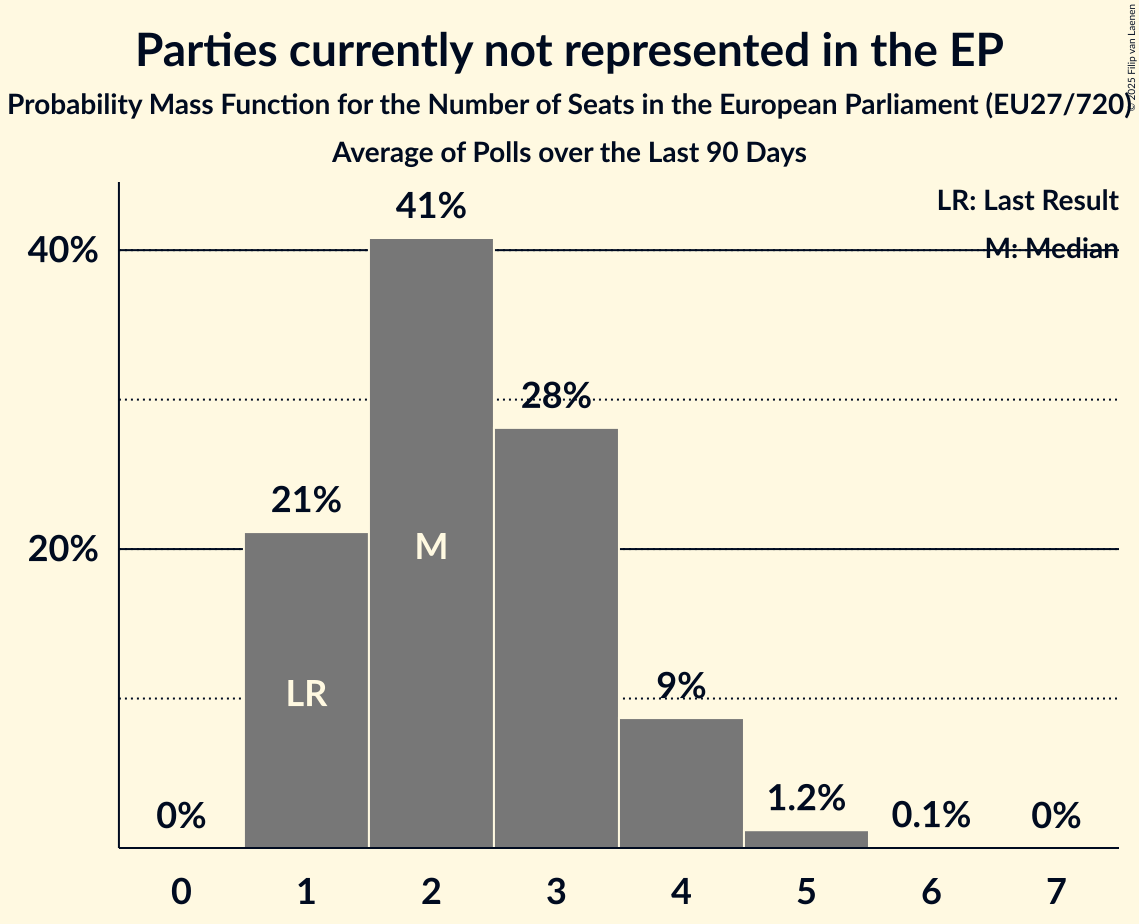 Parties currently not represented in the EP
Probability Mass Function for the Number of Seats in the European Parliament (EU27/720)
Average of Polls over the Last 90 Days
© 2025 Filip van Laenen
LR: Last Result
M: Median
40%
20%
0%
21%
41%
28%
9%
1.2%
0.1%
0%
LR
M
0 1 2 3 4 5 6 7